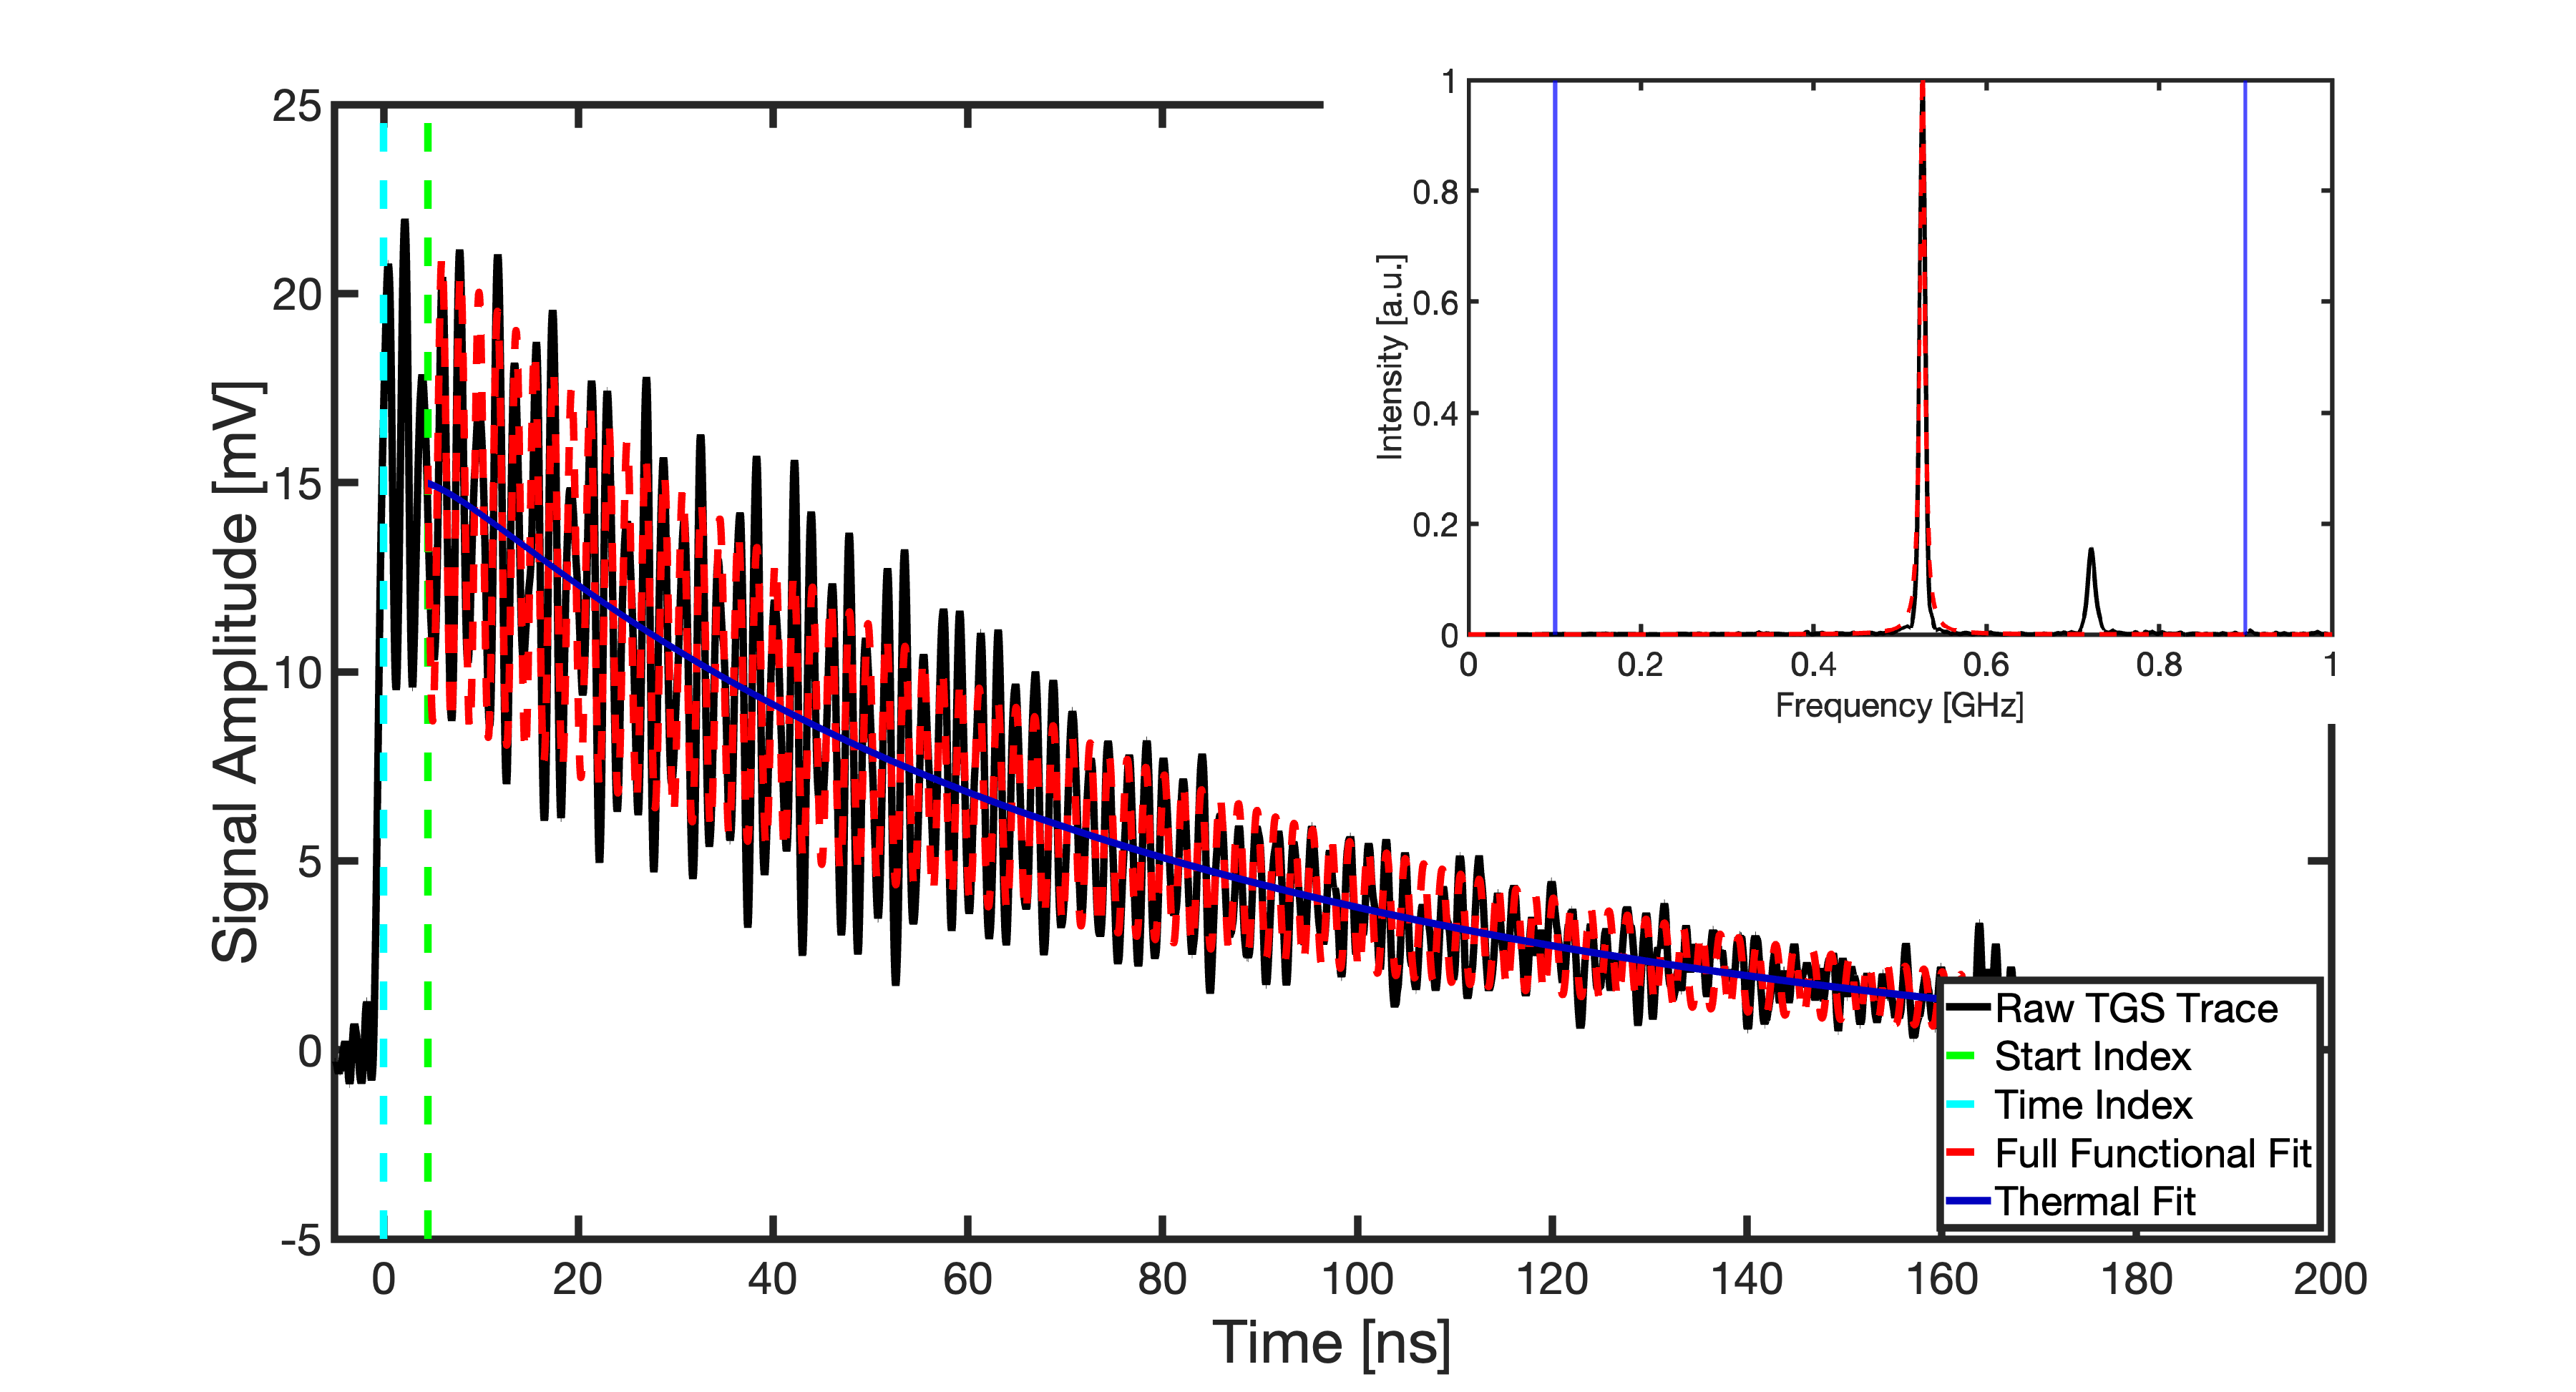 25
20
15
10
5
0
-5
Signal Amplitude [mV]
0 20 40 60 80 100 120 140 160 180 200
Time [ns]
1
0.8
0.6
0.4
0.2
0
Intensity [a.u.]
0 0.2 0.4 0.6 0.8 1
Frequency [GHz]
Raw TGS Trace
Start Index
Time Index
Full Functional Fit
Thermal Fit